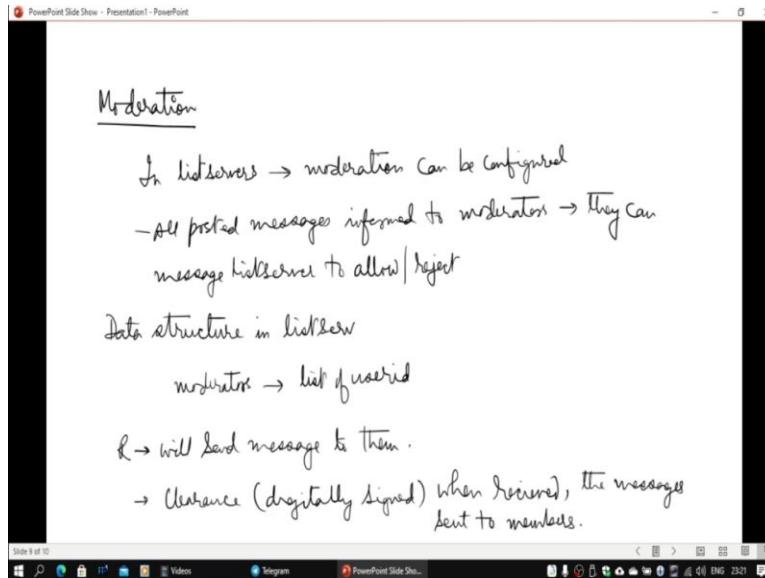 PowerPoint Slide Show - Presentation1 - PowerPoint
Moderation
In listservers → moderation can be configured
- All posted messages informed to moderators → They can
message listserver to allow/reject
Data structure in listserv
moderators → list of userid
R → will send message to them.
→ Clearance (digitally signed) when recieved, the messages
sent to members.
Slide 9 of 10
Videos Telegram PowerPoint Slide Sho... ENG 23:21